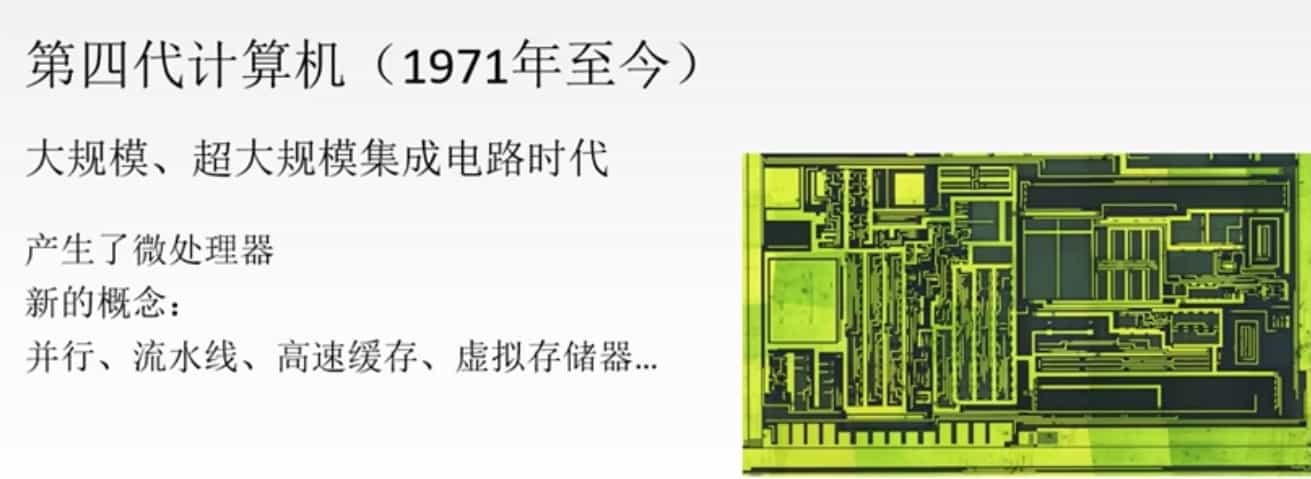 第四代计算机（1971年至今）
大规模、超大规模集成电路时代
产生了微处理器
新的概念：
并行、流水线、高速缓存、虚拟存储器...